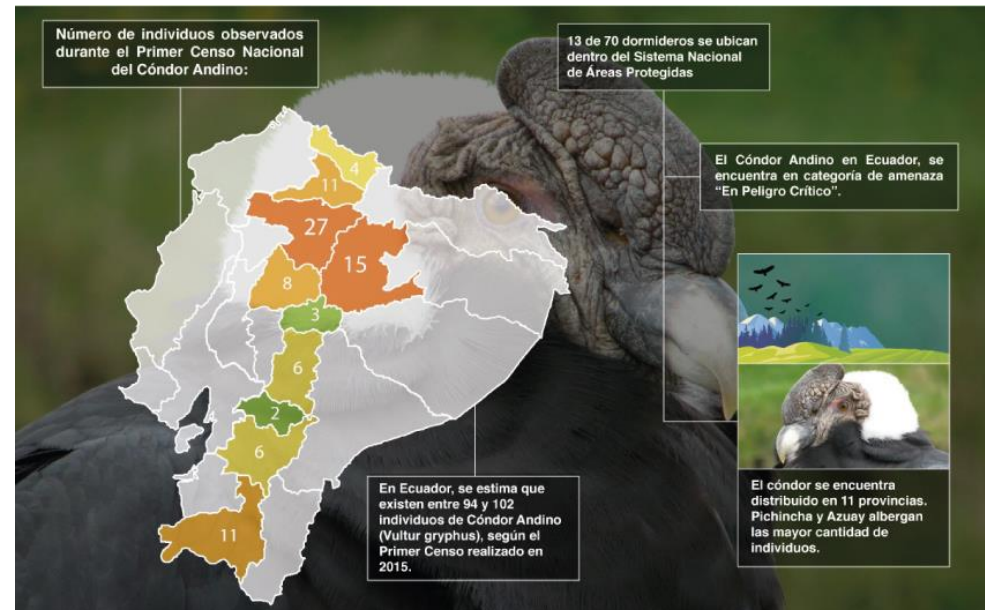 Número de individuos observados
durante el Primer Censo Nacional
del Cóndor Andino:
13 de 70 dormideros se ubican
dentro del Sistema Nacional
de Áreas Protegidas
El Cóndor Andino en Ecuador, se
encuentra en categoría de amenaza
“En Peligro Crítico”.
4
11
27
15
8
3
6
2
6
11
En Ecuador, se estima que
existen entre 94 y 102
individuos de Cóndor Andino
(Vultur gryphus), según el
Primer Censo realizado en
2015.
El cóndor se encuentra
distribuido en 11 provincias.
Pichincha y Azuay albergan
las mayor cantidad de
individuos.